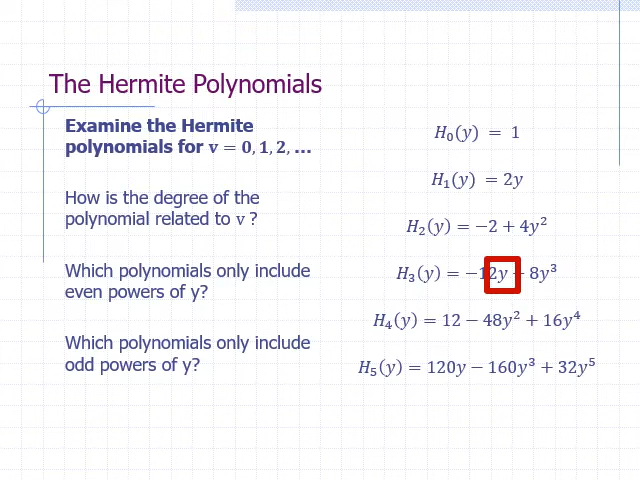 The Hermite Polynomials
Examine the Hermite
polynomials for v = 0, 1, 2, ...
How is the degree of the
polynomial related to v ?
Which polynomials only include
even powers of y?
Which polynomials only include
odd powers of y?
H₀(y) = 1
H₁(y) = 2y
H₂(y) = −2 + 4y²
H₃(y) = −12y + 8y³
H₄(y) = 12 − 48y² + 16y⁴
H₅(y) = 120y − 160y³ + 32y⁵